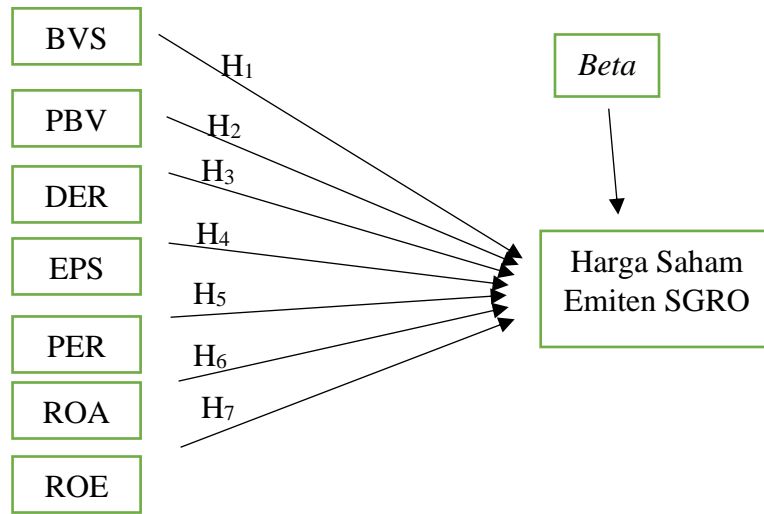 BVS
H₁
Beta
PBV
H₂
H₃
DER
H₄
EPS
Harga Saham
Emiten SGRO
H₅
PER
H₆
ROA
H₇
ROE